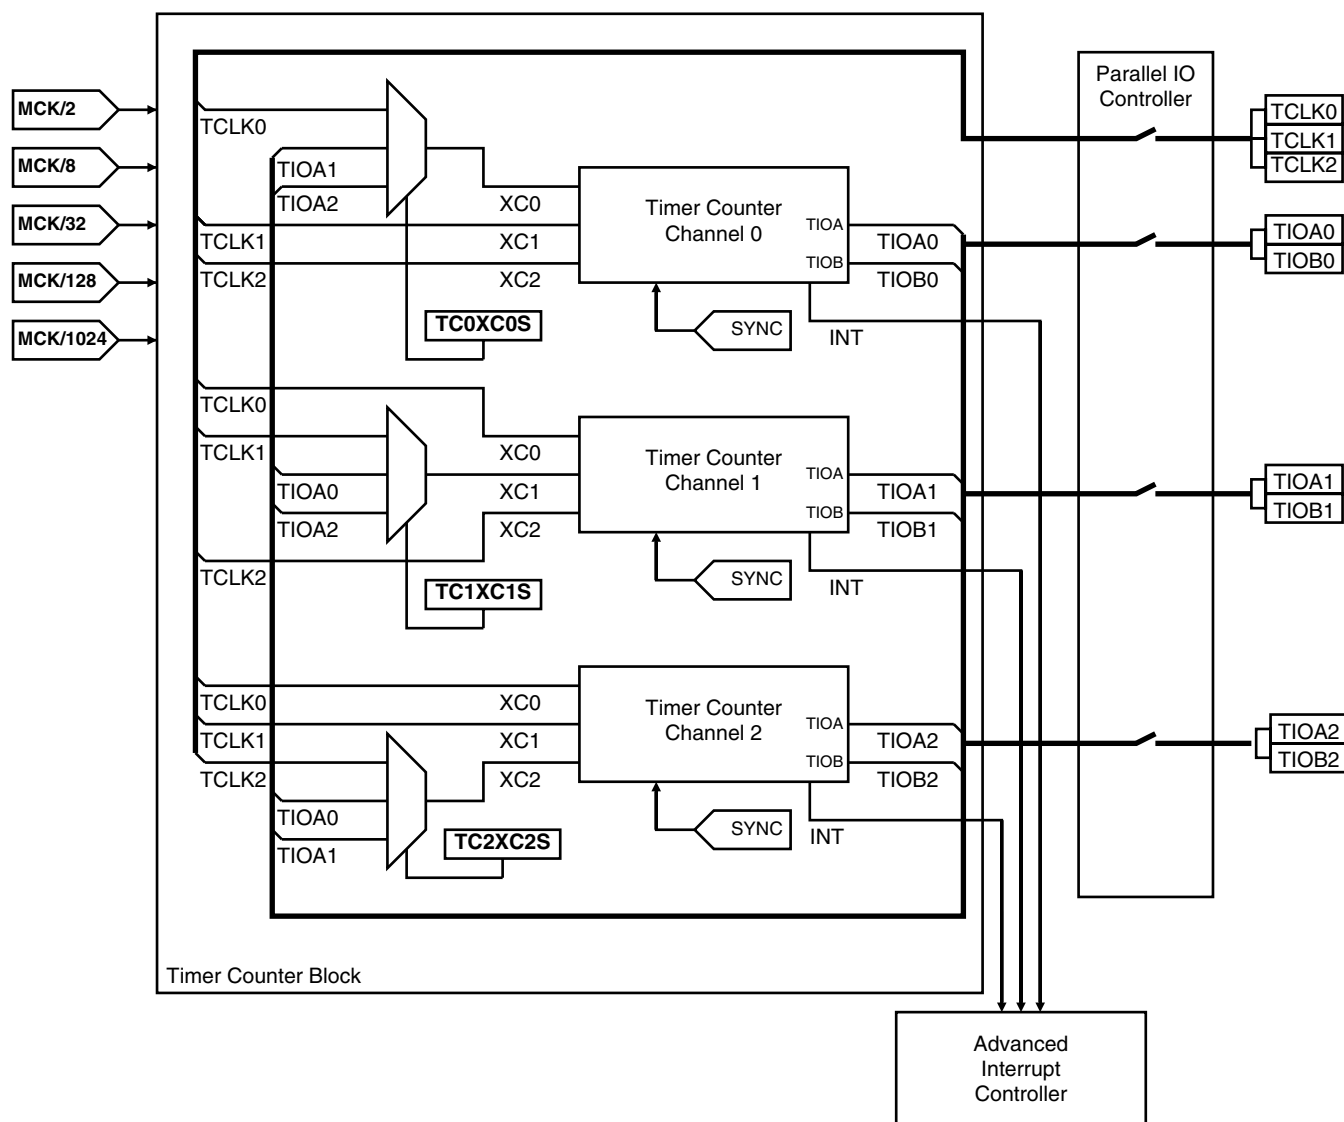 MCK/2
MCK/8
MCK/32
MCK/128
MCK/1024
TCLK0
TIOA1
TIOA2
TCLK1
TCLK2
XC0
XC1
XC2
TC0XC0S
Timer Counter
Channel 0
TIOA
TIOB
TIOA0
TIOB0
SYNC
INT
TCLK0
TCLK1
TIOA0
TIOA2
TCLK2
XC0
XC1
XC2
TC1XC1S
Timer Counter
Channel 1
TIOA
TIOB
TIOA1
TIOB1
SYNC
INT
TCLK0
TCLK1
TCLK2
TIOA0
TIOA1
XC0
XC1
XC2
TC2XC2S
Timer Counter
Channel 2
TIOA
TIOB
TIOA2
TIOB2
SYNC
INT
Timer Counter Block
Parallel IO
Controller
TCLK0
TCLK1
TCLK2
TIOA0
TIOB0
TIOA1
TIOB1
TIOA2
TIOB2
Advanced
Interrupt
Controller